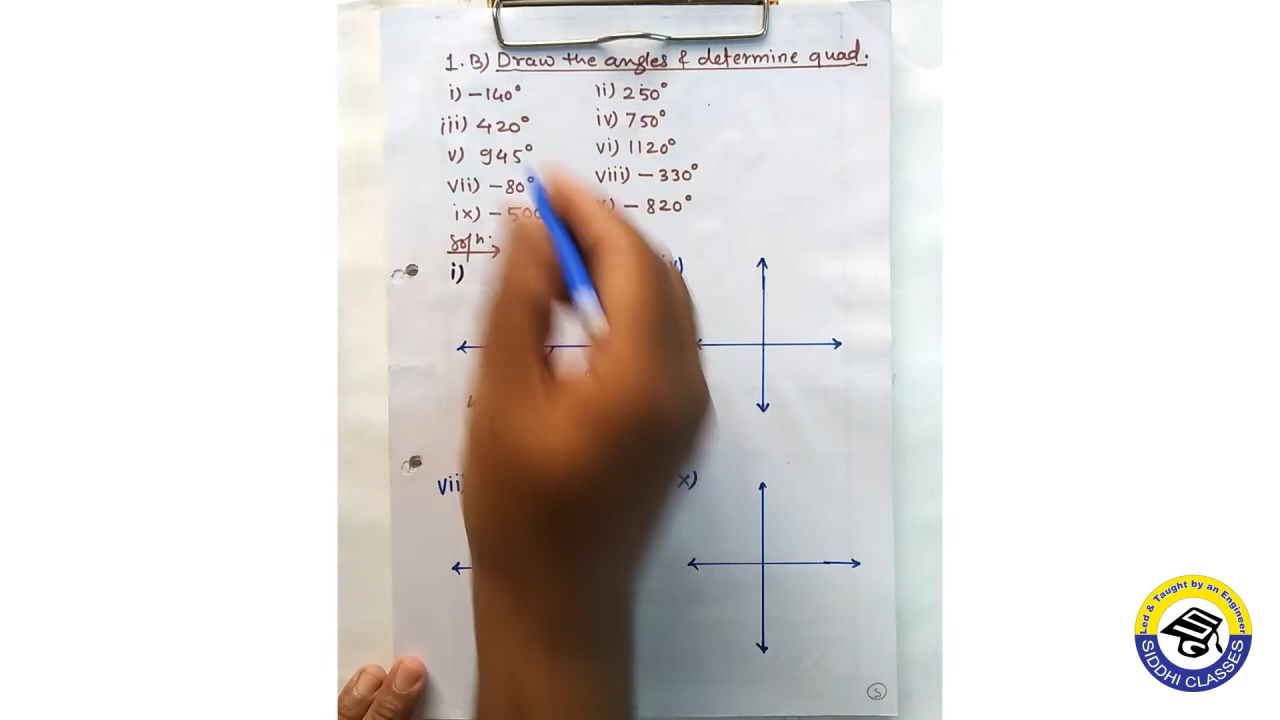 1. B) Draw the angles & determine quad.
i) -140° ii) 250°
iii) 420° iv) 750°
v) 945° vi) 1120°
vii) -80° viii) -330°
ix) -500 - 820°
Soln.
i)
vii) x)
S
Led & Taught by an Engineer
SIDDHI CLASSES